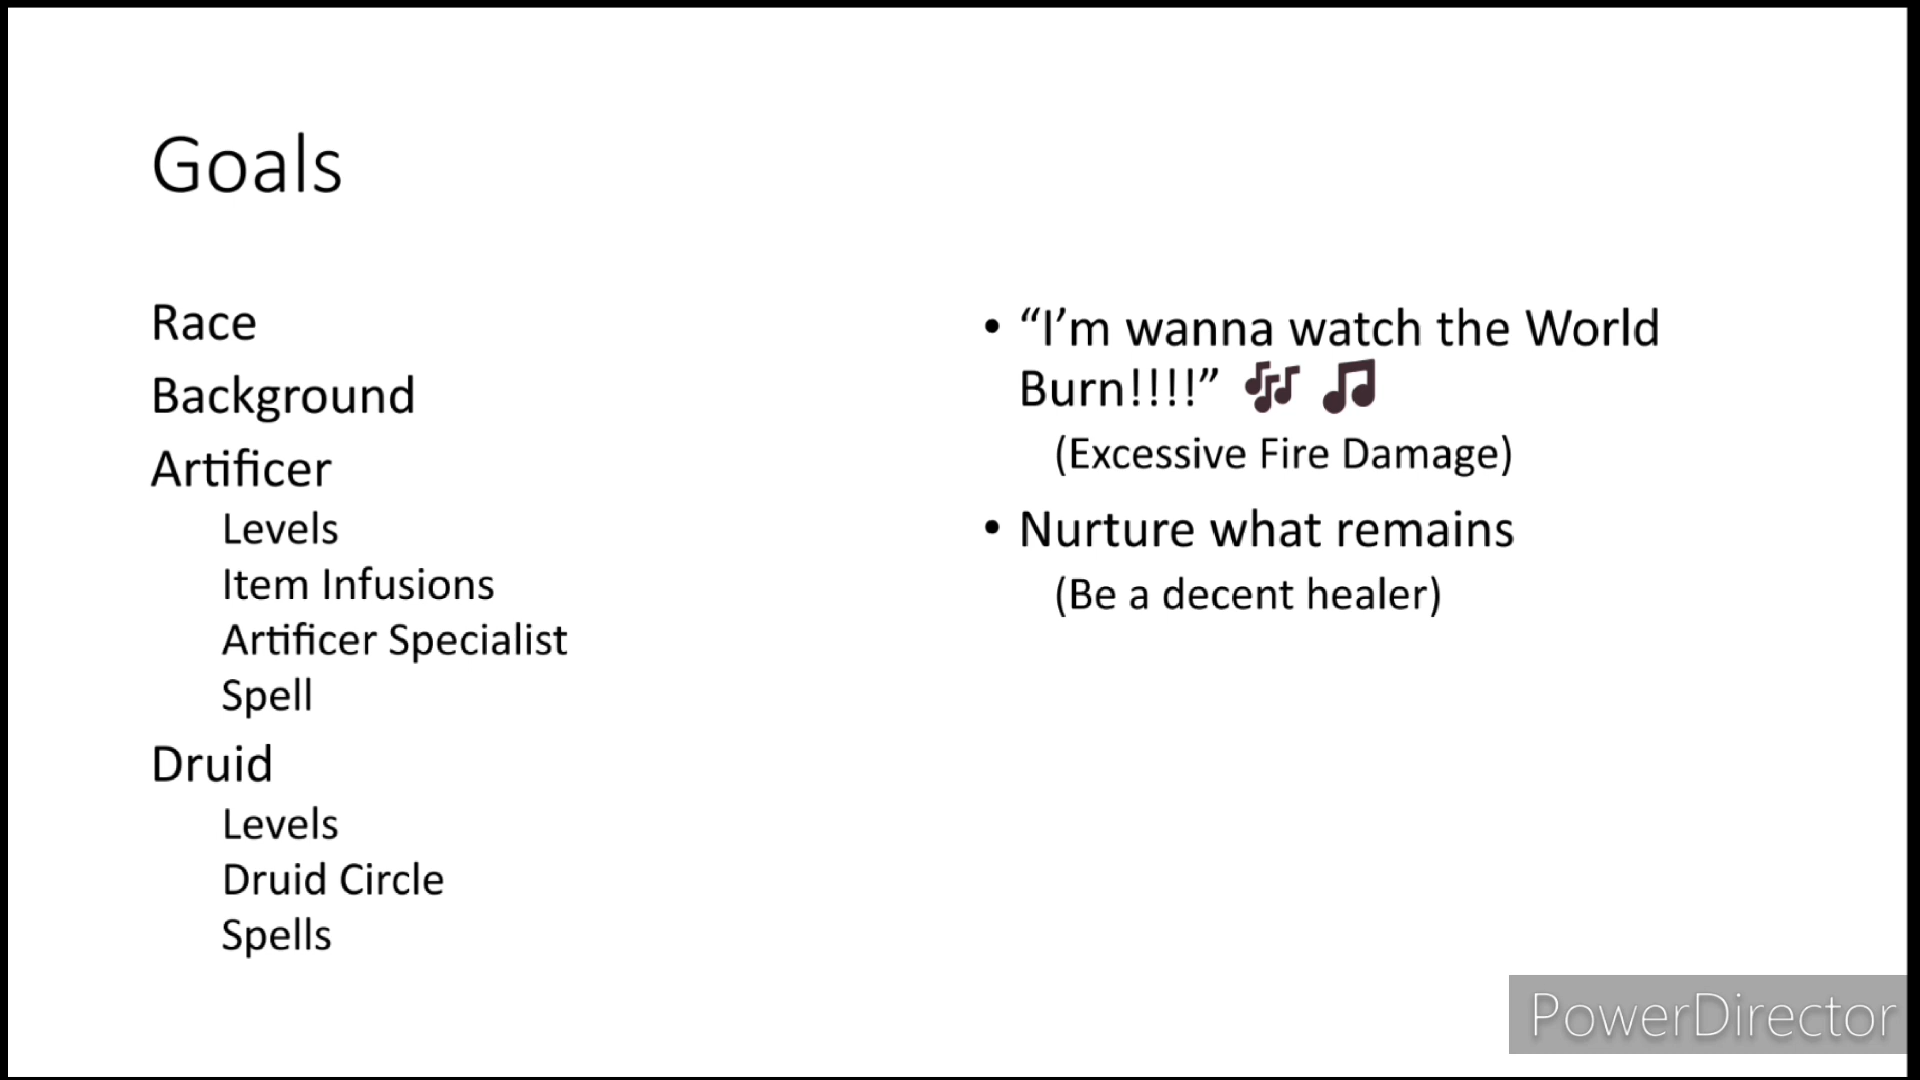 Goals
Race
Background
Artificer
Levels
Item Infusions
Artificer Specialist
Spell
Druid
Levels
Druid Circle
Spells
• “I’m wanna watch the World
Burn!!!!” 🎶 🎵
(Excessive Fire Damage)
• Nurture what remains
(Be a decent healer)
PowerDirector